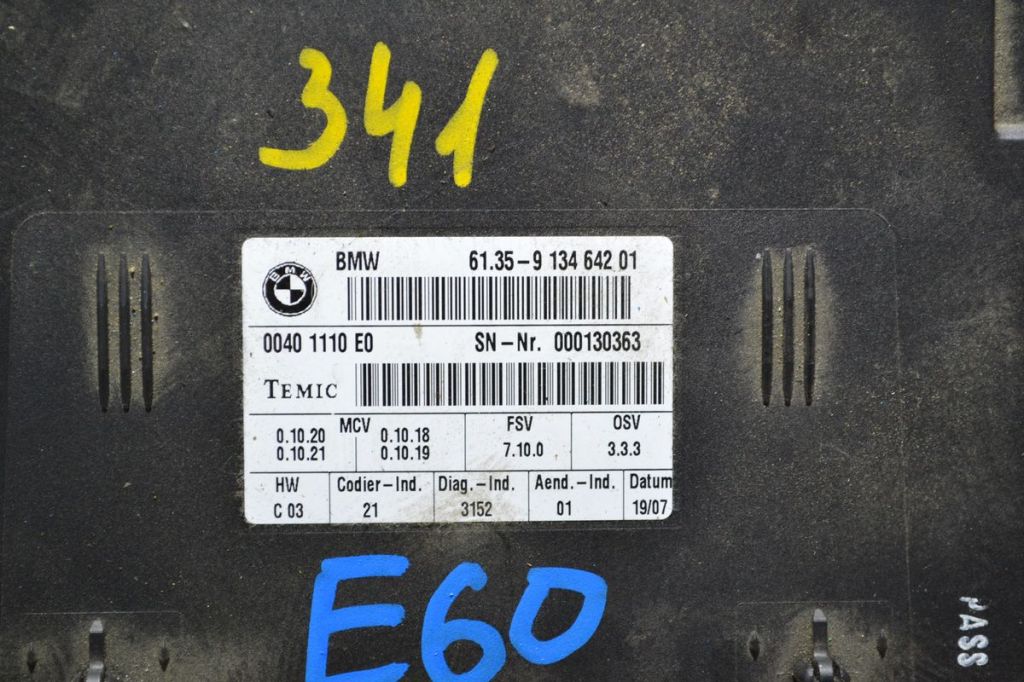 341
BMW 61.35-9 134 642 01
BMW
0040 1110 E0 SN-Nr. 000130363
TEMIC
MCV FSV OSV
0.10.20 0.10.18 7.10.0 3.3.3
0.10.21 0.10.19
HW Codier-Ind. Diag.-Ind. Aend.-Ind. Datum
C 03 21 3152 01 19/07
E60
PASS